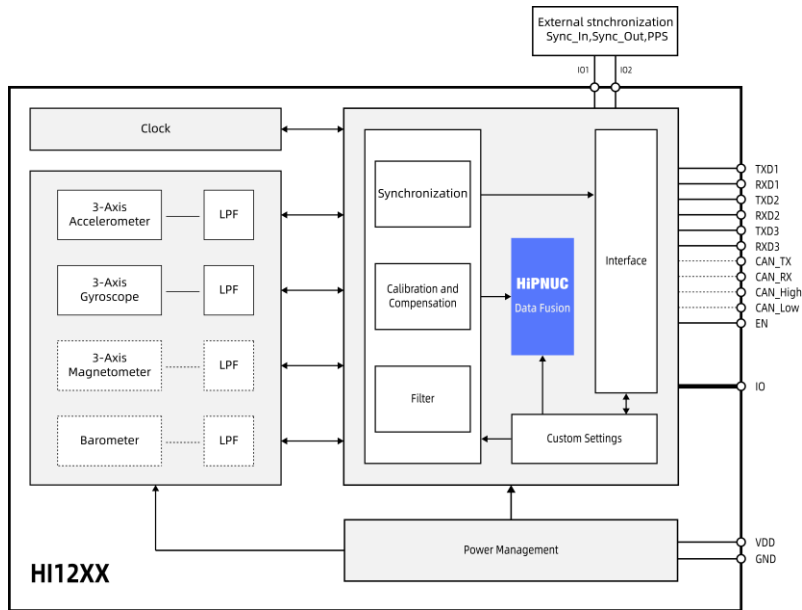 External stnchronization
Sync_In,Sync_Out,PPS
IO1
IO2
Clock
3-Axis
Accelerometer
LPF
3-Axis
Gyroscope
LPF
3-Axis
Magnetometer
LPF
Barometer
LPF
Synchronization
Calibration and
Compensation
Filter
HiPNUC
Data Fusion
Interface
Custom Settings
TXD1
RXD1
TXD2
RXD2
TXD3
RXD3
CAN_TX
CAN_RX
CAN_High
CAN_Low
EN
IO
Power Management
VDD
GND
HI12XX